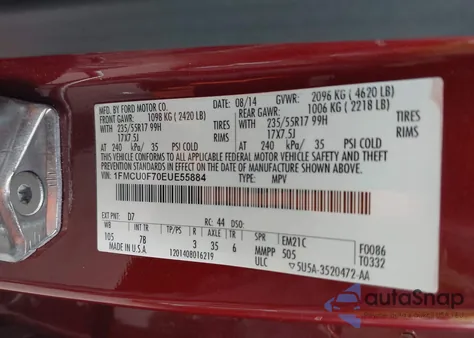 MFD. BY FORD MOTOR CO.
DATE: 08/14 GVWR: 2096 KG ( 4620 LB)
FRONT GAWR: 1098 KG ( 2420 LB) REAR GAWR: 1006 KG ( 2218 LB)
WITH 235/55R17 99H TIRES WITH 235/55R17 99H TIRES
17X7.5J RIMS 17X7.5J RIMS
AT 240 kPa/ 35 PSI COLD AT 240 kPa/ 35 PSI COLD
THIS VEHICLE CONFORMS TO ALL APPLICABLE FEDERAL MOTOR VEHICLE SAFETY AND THEFT
PREVENTION STANDARDS IN EFFECT ON THE DATE OF MANUFACTURE SHOWN ABOVE.
VIN: 1FMCU0F70EUE55884 TYPE: MPV
EXT PNT: D7 RC: 44 DSO: F0086
WB TP/PS R AXLE TR SPR EM21C T0332
105 7B 3 35 6 MMPP 505
MADE IN U.S.A. 1201408016219 ULC 5U5A-3520472-AA
autoSnap